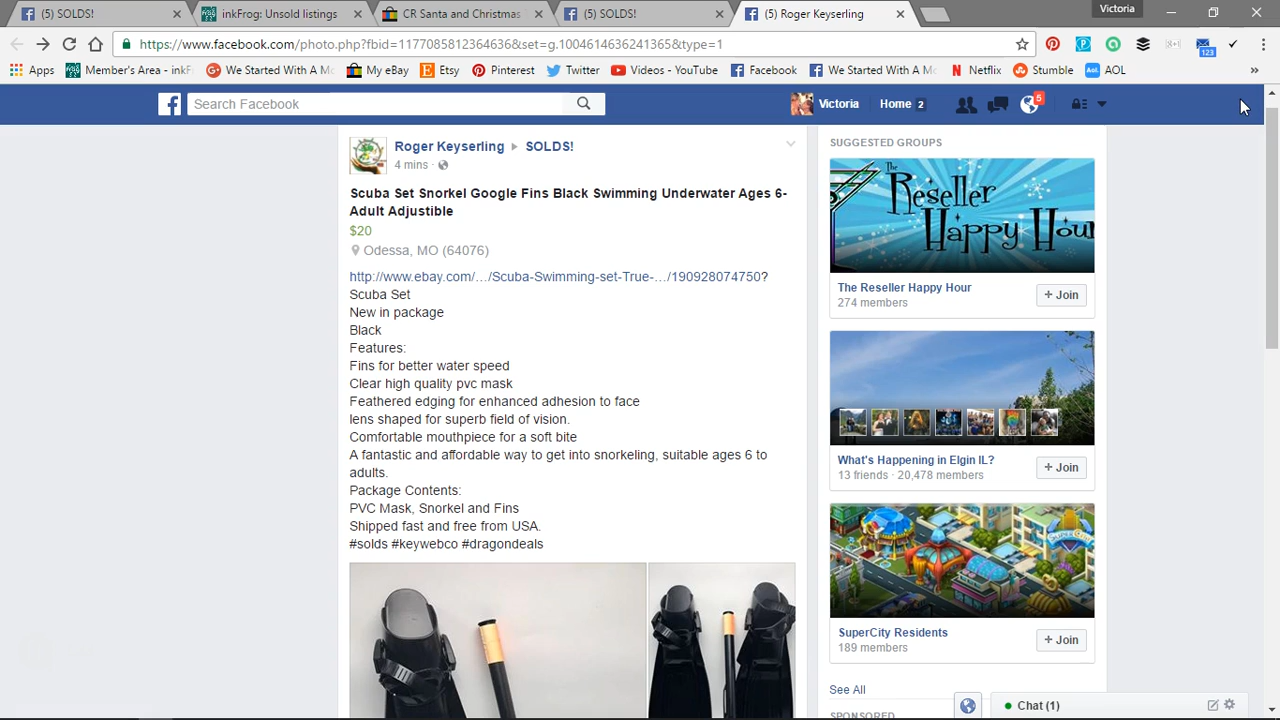 (5) SOLDS!
inkFrog: Unsold listings
CR Santa and Christmas
(5) SOLDS!
(5) Roger Keyserling
Victoria
https://www.facebook.com/photo.php?fbid=11770858123646366&set=g.1004614636241365&type=1
123
Apps
Member's Area - inkF
We Started With A Mo
My eBay
Etsy
Pinterest
Twitter
Videos - YouTube
Facebook
We Started With A Mo
Netflix
Stumble
AOL
Search Facebook
Victoria
Home 2
5
Roger Keyserling ▸ SOLDS!
4 mins ·
Scuba Set Snorkel Google Fins Black Swimming Underwater Ages 6-
Adult Adjustible
$20
Odessa, MO (64076)
http://www.ebay.com/…/Scuba-Swimming-set-True-…/190928074750?
Scuba Set
New in package
Black
Features:
Fins for better water speed
Clear high quality pvc mask
Feathered edging for enhanced adhesion to face
lens shaped for superb field of vision.
Comfortable mouthpiece for a soft bite
A fantastic and affordable way to get into snorkeling, suitable ages 6 to
adults.
Package Contents:
PVC Mask, Snorkel and Fins
Shipped fast and free from USA.
#solds #keywebco #dragondeals
SUGGESTED GROUPS
The
Reseller
Happy Hour
The Reseller Happy Hour
274 members
+ Join
What's Happening in Elgin IL?
13 friends · 20,478 members
+ Join
SuperCity Residents
189 members
+ Join
See All
SPONSORED
Chat (1)